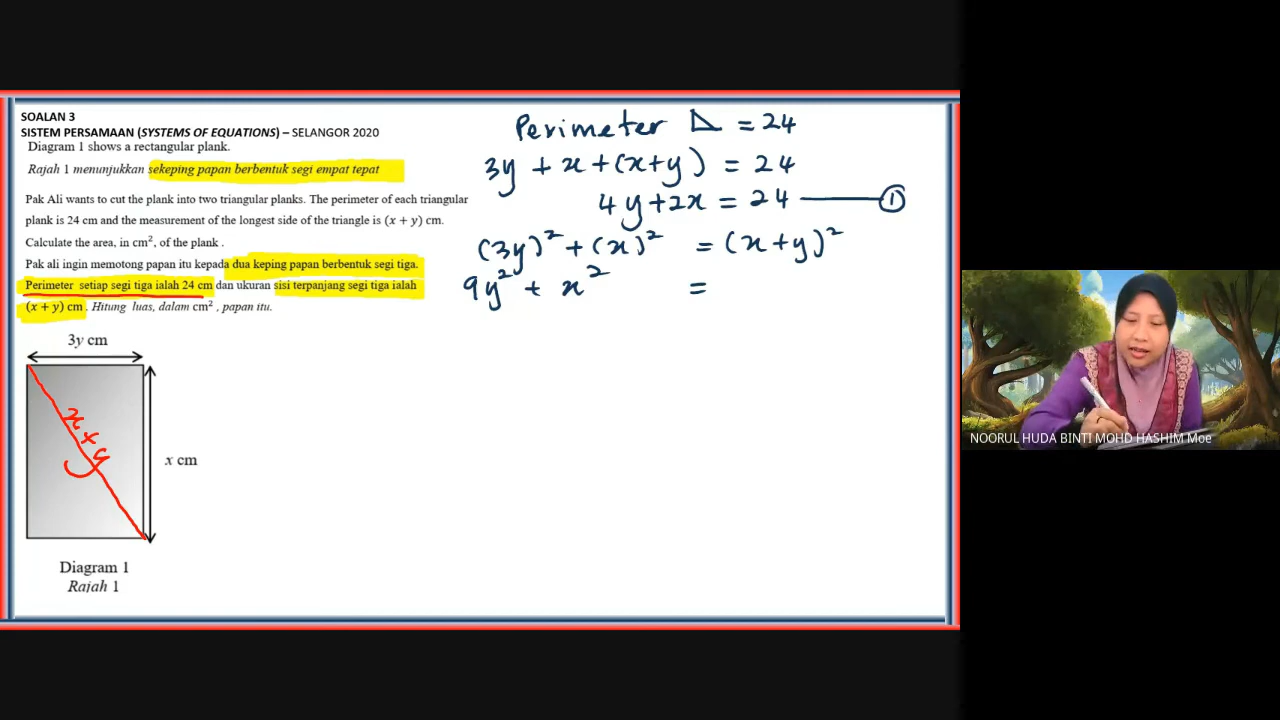 SOALAN 3
SISTEM PERSAMAAN (SYSTEMS OF EQUATIONS) – SELANGOR 2020
Diagram 1 shows a rectangular plank.
Rajah 1 menunjukkan sekeping papan berbentuk segi empat tepat
Pak Ali wants to cut the plank into two triangular planks. The perimeter of each triangular
plank is 24 cm and the measurement of the longest side of the triangle is (x + y) cm.
Calculate the area, in cm², of the plank .
Pak ali ingin memotong papan itu kepada dua keping papan berbentuk segi tiga.
Perimeter setiap segi tiga ialah 24 cm dan ukuran sisi terpanjang segi tiga ialah
(x + y) cm . Hitung luas, dalam cm² , papan itu.
3y cm
x+y
x cm
Diagram 1
Rajah 1
Perimeter ◺ = 24
3y + x + (x+y) = 24
4y+2x = 24 ——— ①
(3y)² + (x)² = (x+y)²
9y² + x² =
NOORUL HUDA BINTI MOHD HASHIM Moe